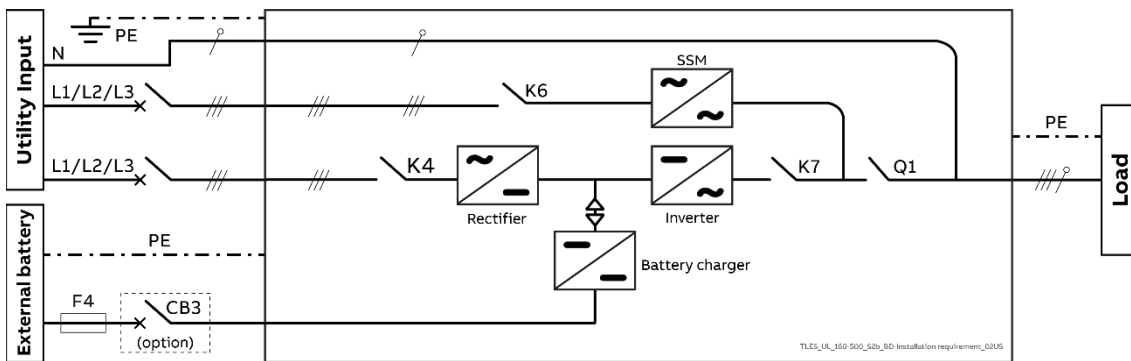 Utility Input
PE
N
L1/L2/L3
K6
SSM
L1/L2/L3
K4
Rectifier
Inverter
K7
Q1
PE
Load
External battery
PE
Battery charger
F4
CB3
(option)
TLES_UL_160-500_S2b_BD-Installation requirement_02US